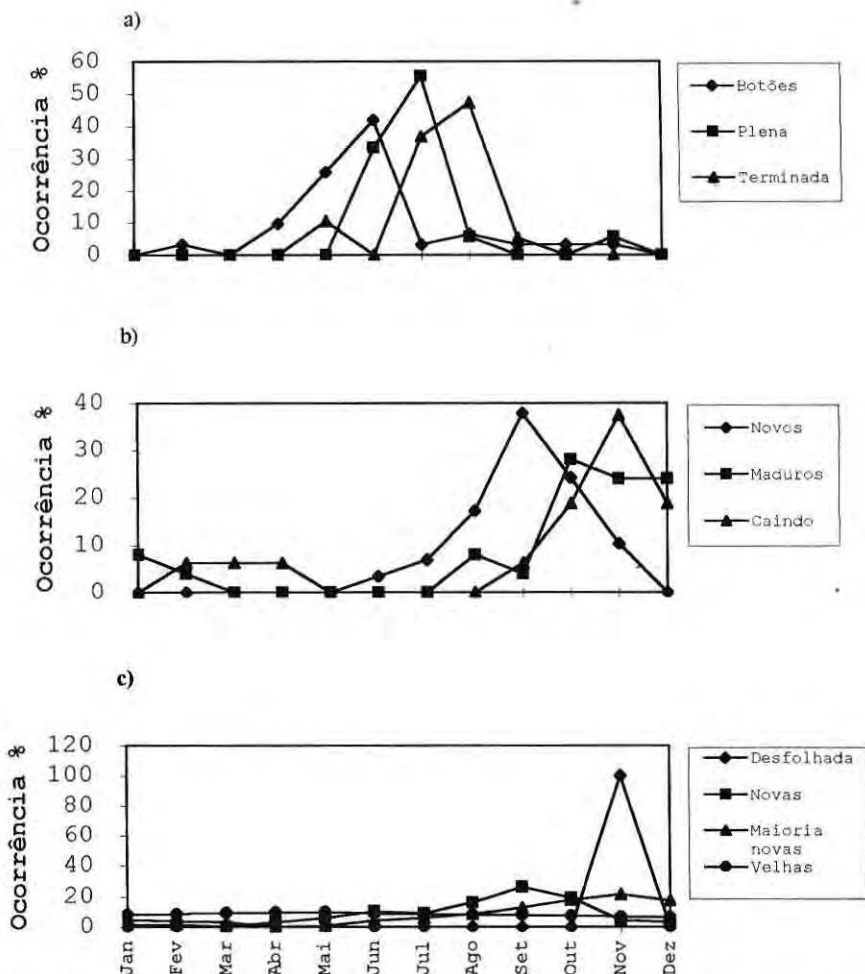 a)
Ocorrência %
60
50
40
30
20
10
0
Botões
Plena
Terminada
b)
Ocorrência %
40
30
20
10
0
Novos
Maduros
Caindo
c)
Ocorrência %
120
100
80
60
40
20
0
Desfolhada
Novas
Maioria
novas
Velhas
Jan
Fev
Mar
Abr
Mai
Jun
Jul
Ago
Set
Out
Nov
Dez